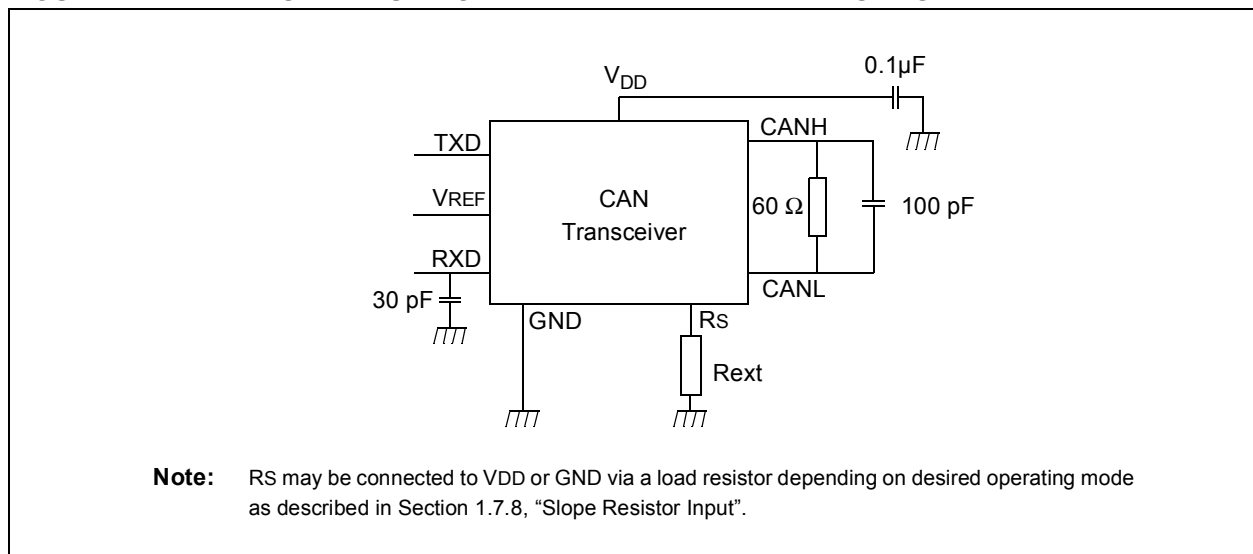 0.1µF
VDD
CANH
TXD
VREF
CAN
Transceiver
60 Ω
100 pF
RXD
CANL
30 pF
GND
RS
Rext
Note: RS may be connected to VDD or GND via a load resistor depending on desired operating mode
as described in Section 1.7.8, “Slope Resistor Input”.